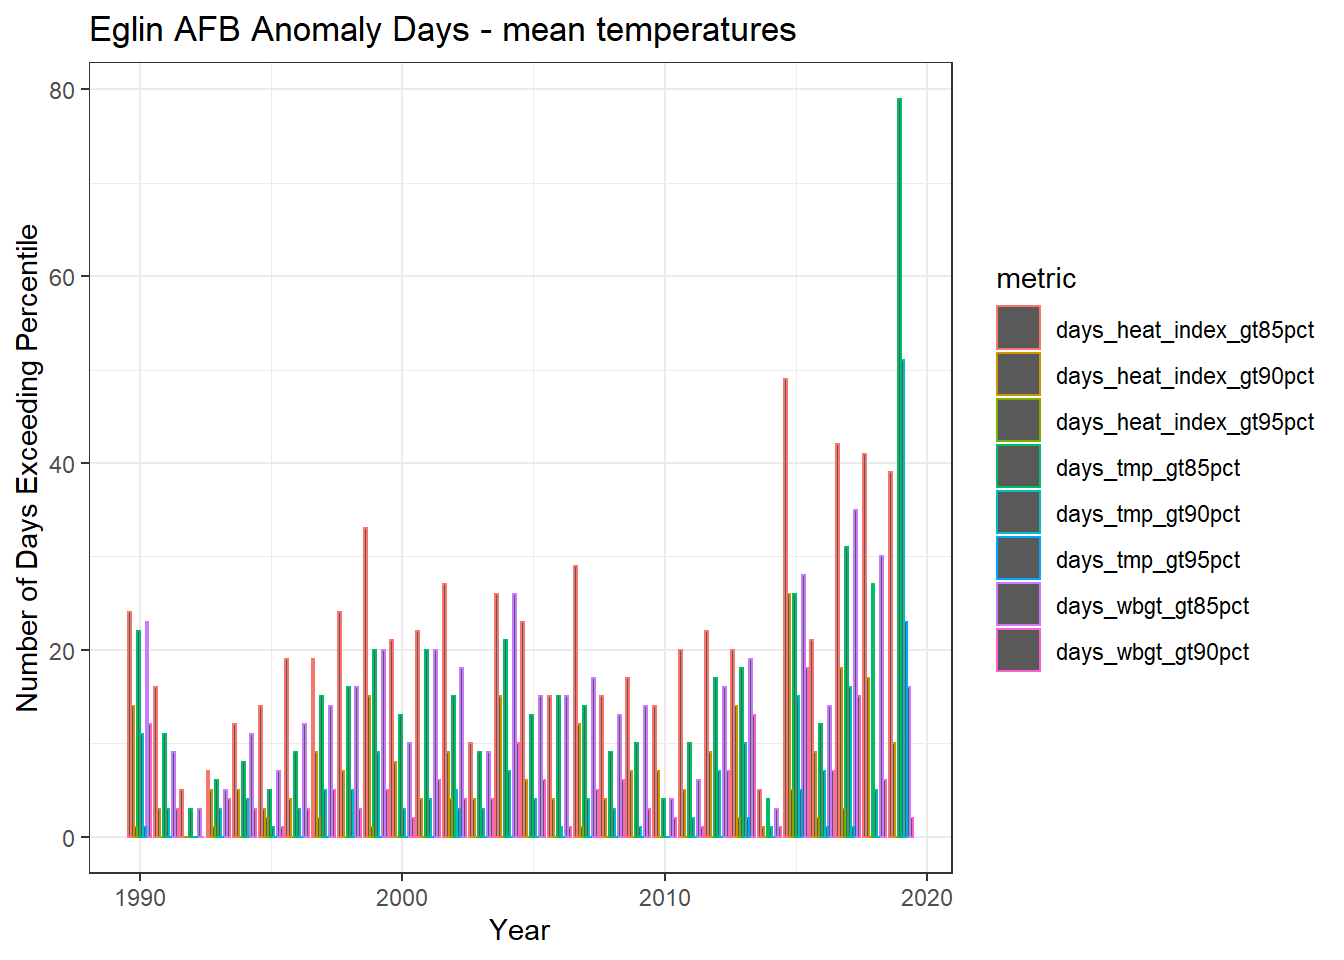 Eglin AFB Anomaly Days - mean temperatures
Number of Days Exceeding Percentile
80
60
40
20
0
1990
2000
2010
2020
Year
metric
days_heat_index_gt85pct
days_heat_index_gt90pct
days_heat_index_gt95pct
days_tmp_gt85pct
days_tmp_gt90pct
days_tmp_gt95pct
days_wbgt_gt85pct
days_wbgt_gt90pct